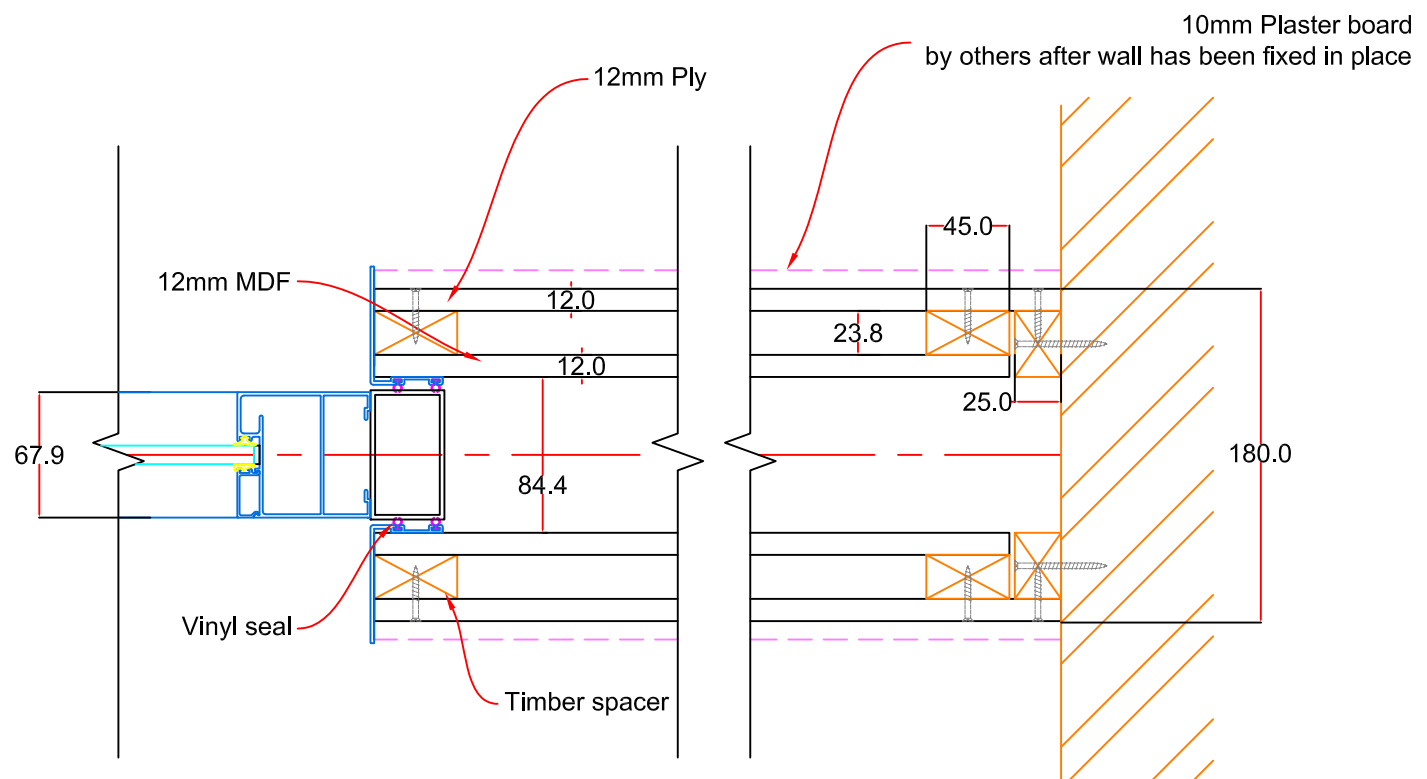 10mm Plaster board
by others after wall has been fixed in place
12mm Ply
45.0
12mm MDF
12.0
23.8
12.0
25.0
67.9
84.4
180.0
Vinyl seal
Timber spacer